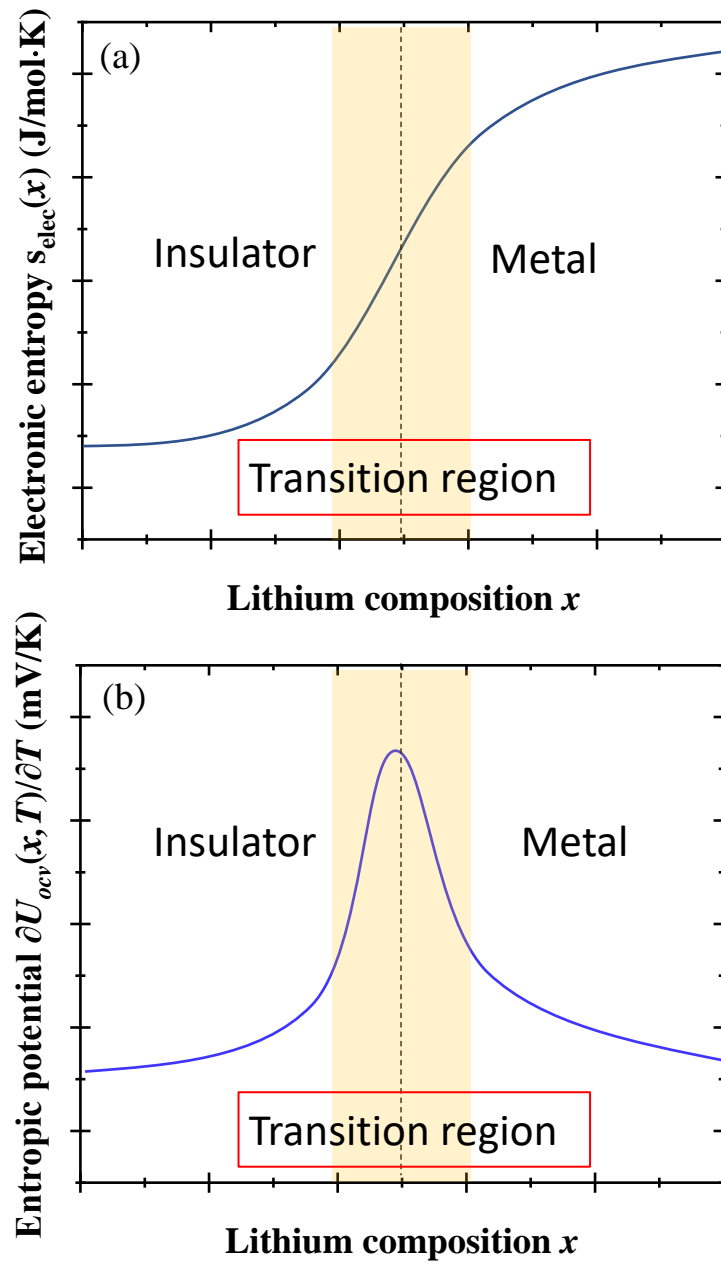 (a)
Electronic entropy s_elec(x) (J/mol·K)
Insulator
Metal
Transition region
Lithium composition x
(b)
Entropic potential ∂U_ocv(x,T)/∂T (mV/K)
Insulator
Metal
Transition region
Lithium composition x